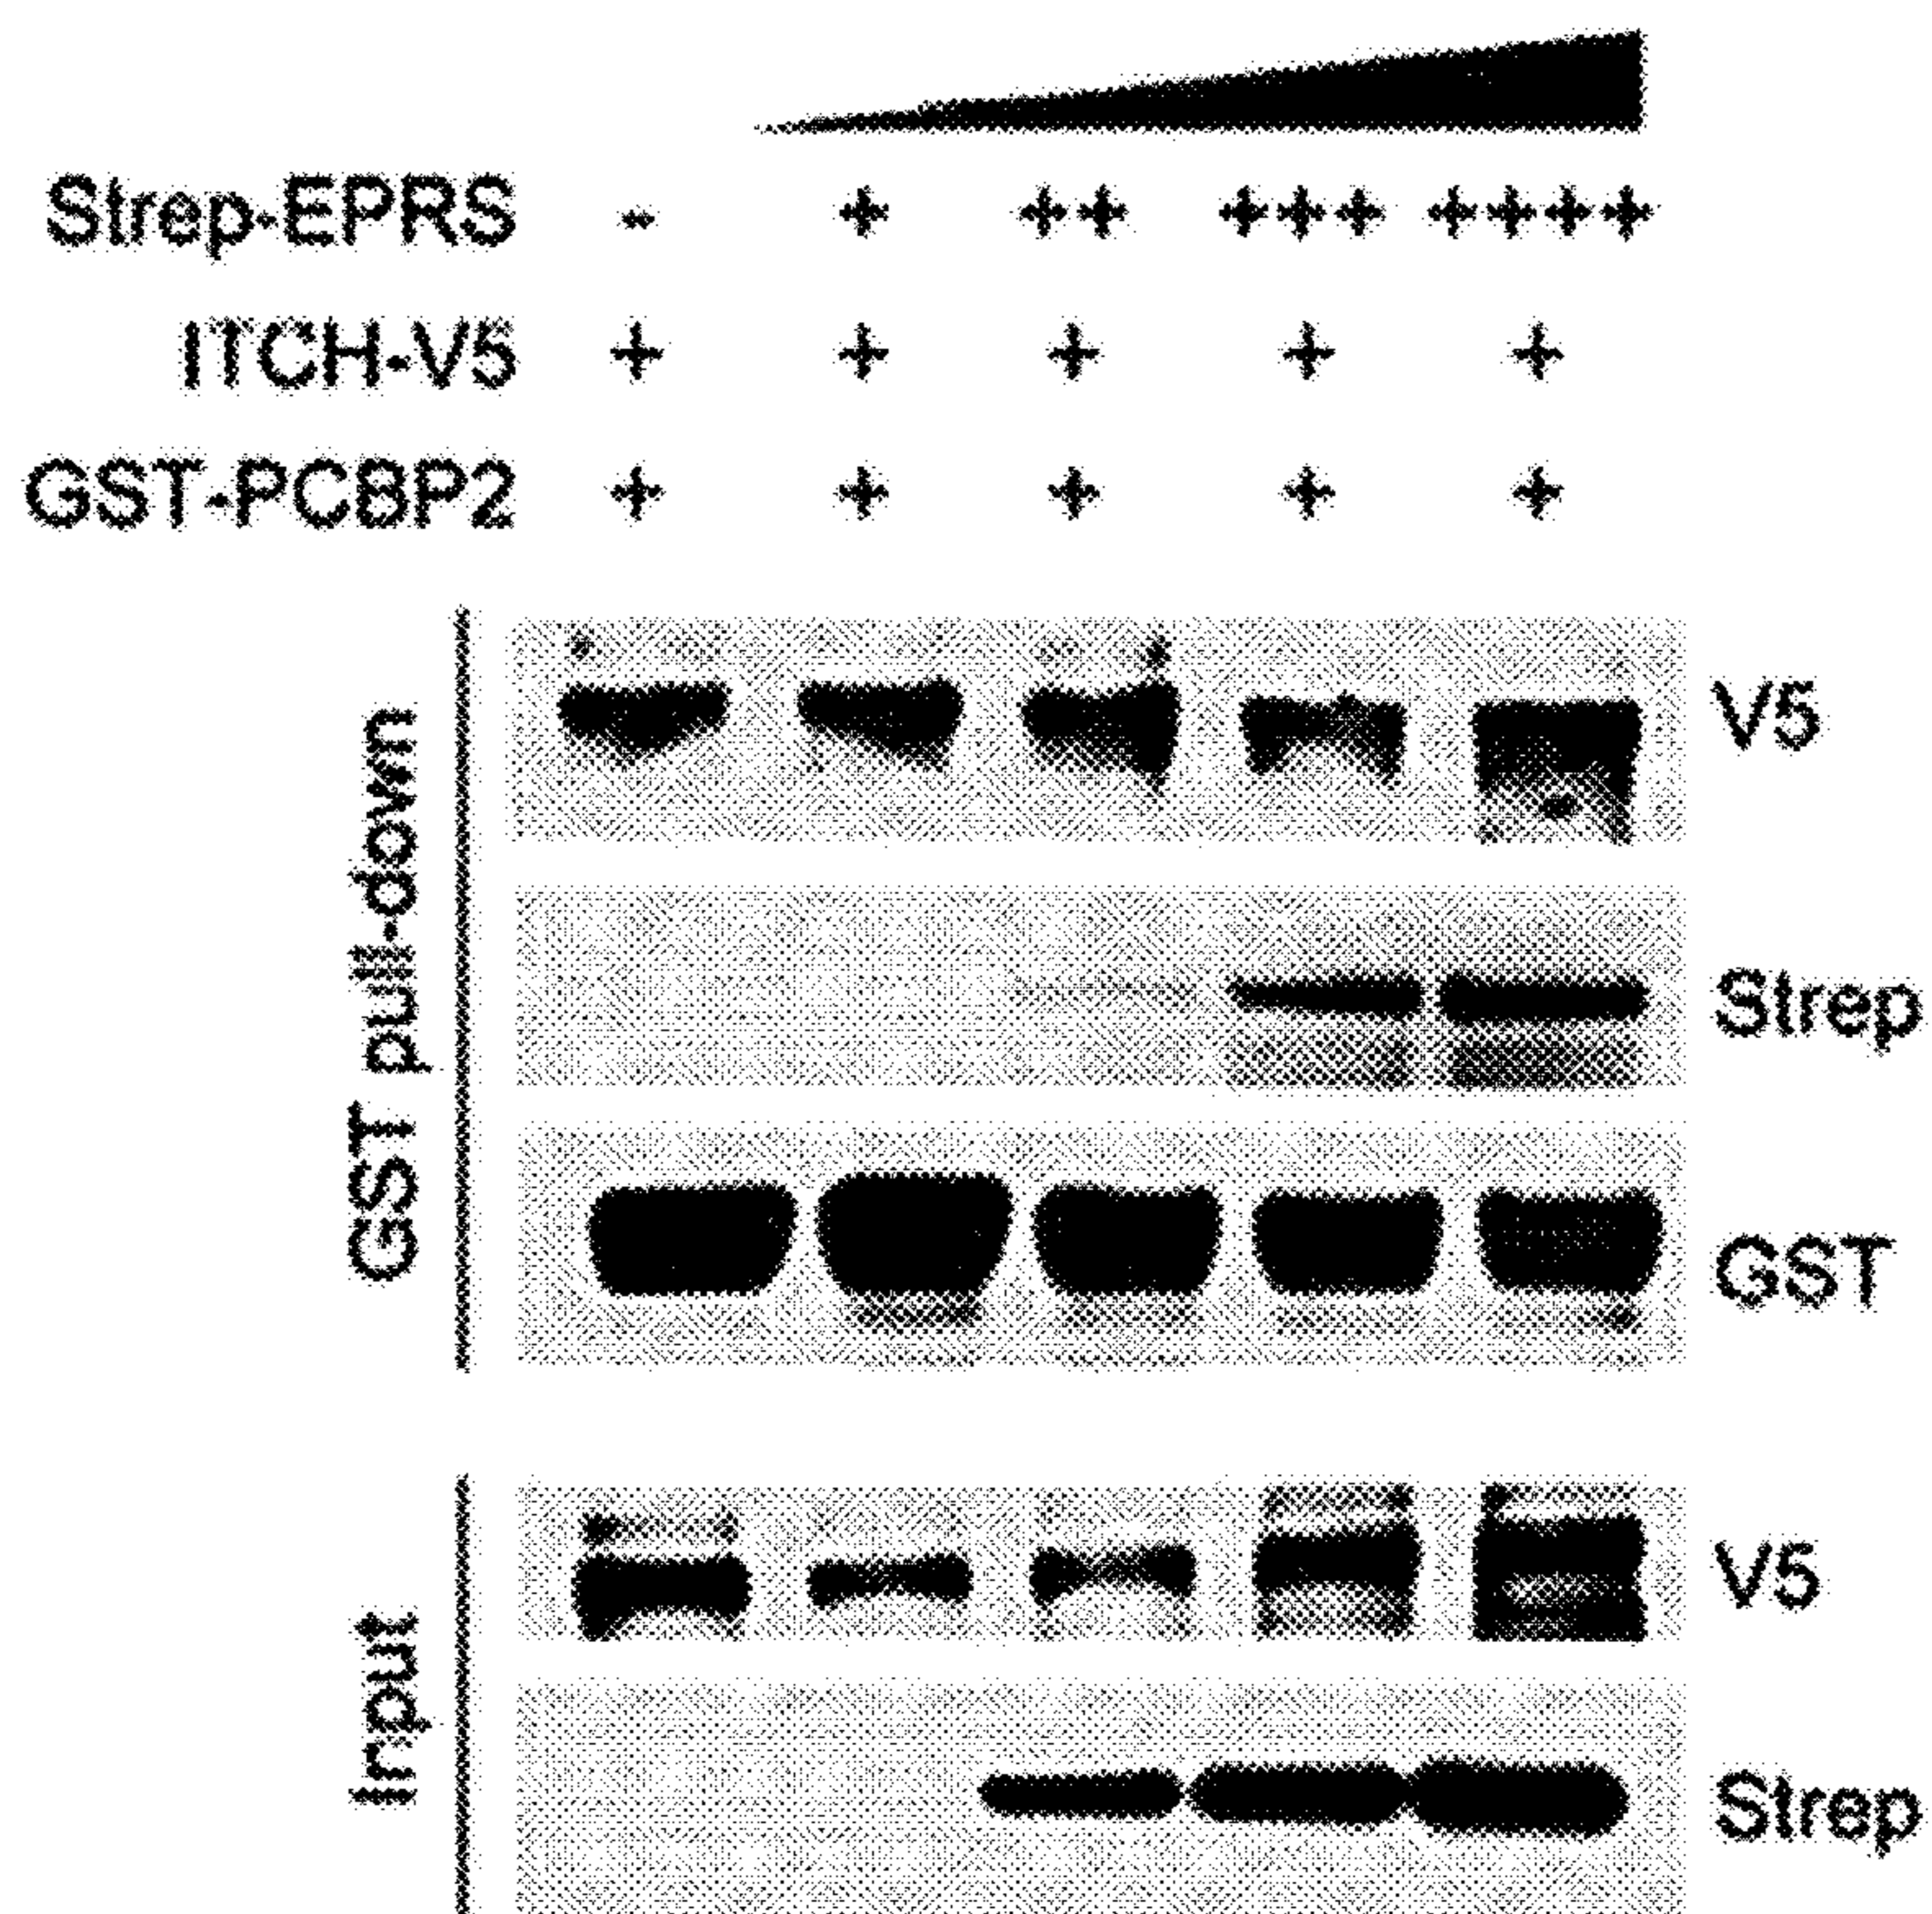 Strep-EPRS - + ++ +++ ++++
ITCH-V5 + + + + +
GST-PCBP2 + + + + +
GST pull-down
V5
Strep
GST
Input
V5
Strep